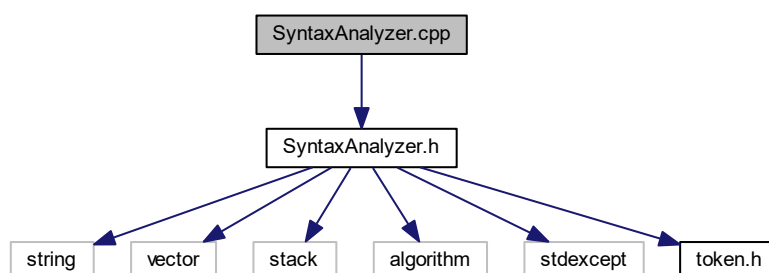 SyntaxAnalyzer.cpp
SyntaxAnalyzer.h
string vector stack algorithm stdexcept token.h